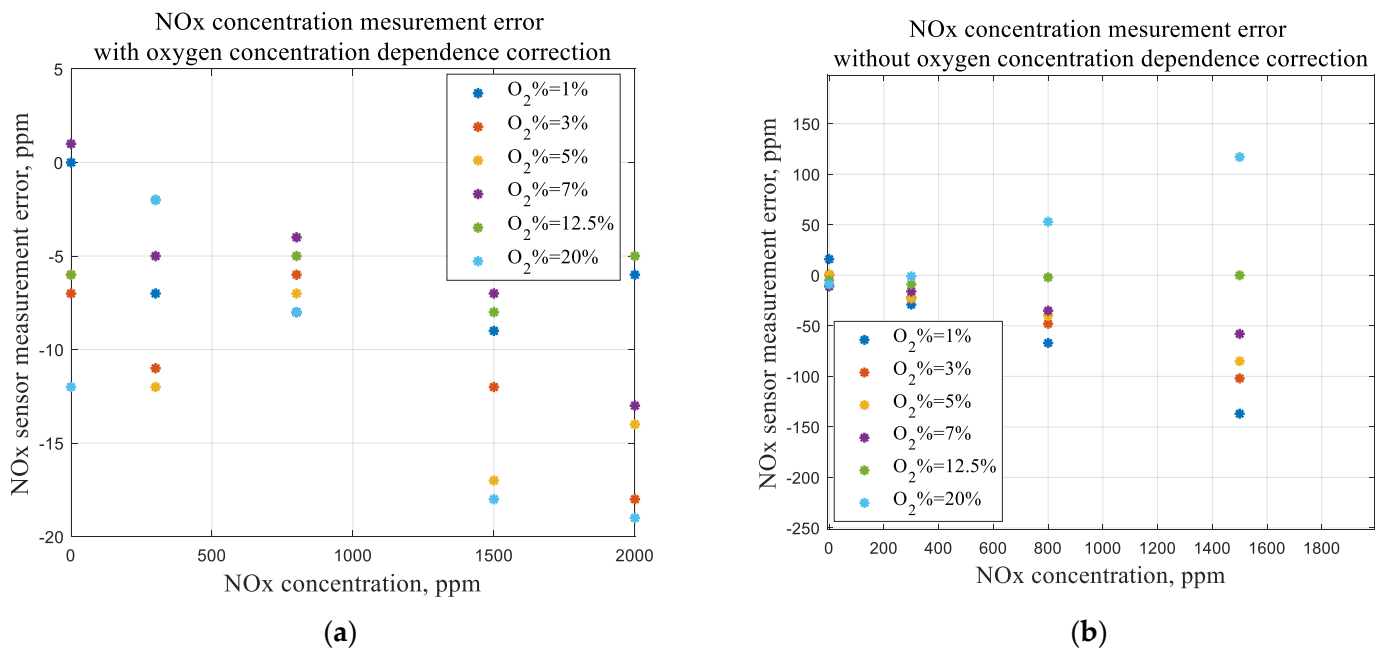 NOx concentration mesurement error
with oxygen concentration dependence correction
NOx sensor measurement error, ppm
5
0
-5
-10
-15
-20
O2%=1%
O2%=3%
O2%=5%
O2%=7%
O2%=12.5%
O2%=20%
0 500 1000 1500 2000
NOx concentration, ppm
(a)
NOx concentration mesurement error
without oxygen concentration dependence correction
NOx sensor measurement error, ppm
150
100
50
0
-50
-100
-150
-200
-250
O2%=1%
O2%=3%
O2%=5%
O2%=7%
O2%=12.5%
O2%=20%
0 200 400 600 800 1000 1200 1400 1600 1800
NOx concentration, ppm
(b)